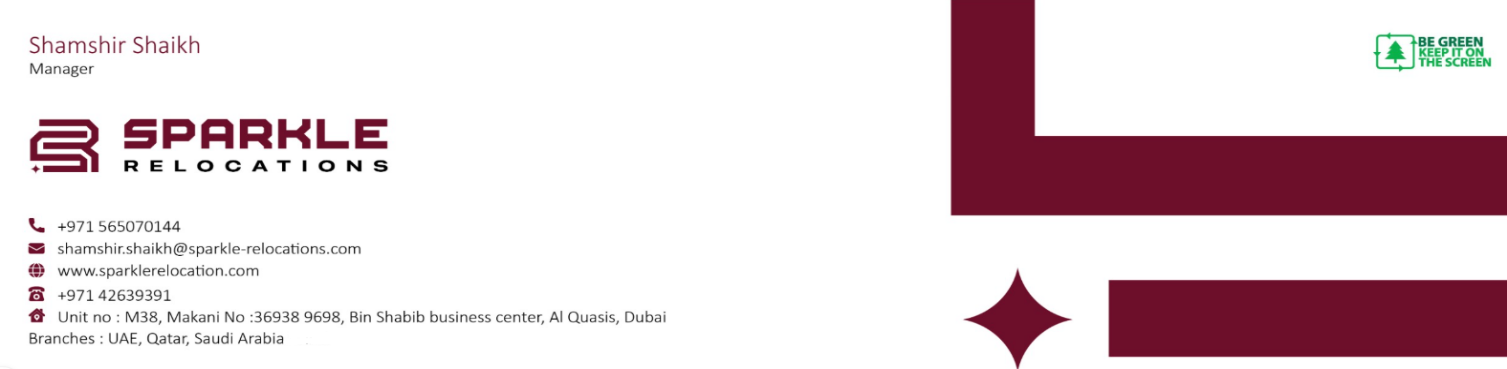 Shamshir Shaikh
Manager
SPARKLE
RELOCATIONS
+971 565070144
shamshir.shaikh@sparkle-relocations.com
www.sparklerelocation.com
+971 42639391
Unit no : M38, Makani No :36938 9698, Bin Shabib business center, Al Quasis, Dubai
Branches : UAE, Qatar, Saudi Arabia
BE GREEN
KEEP IT ON
THE SCREEN